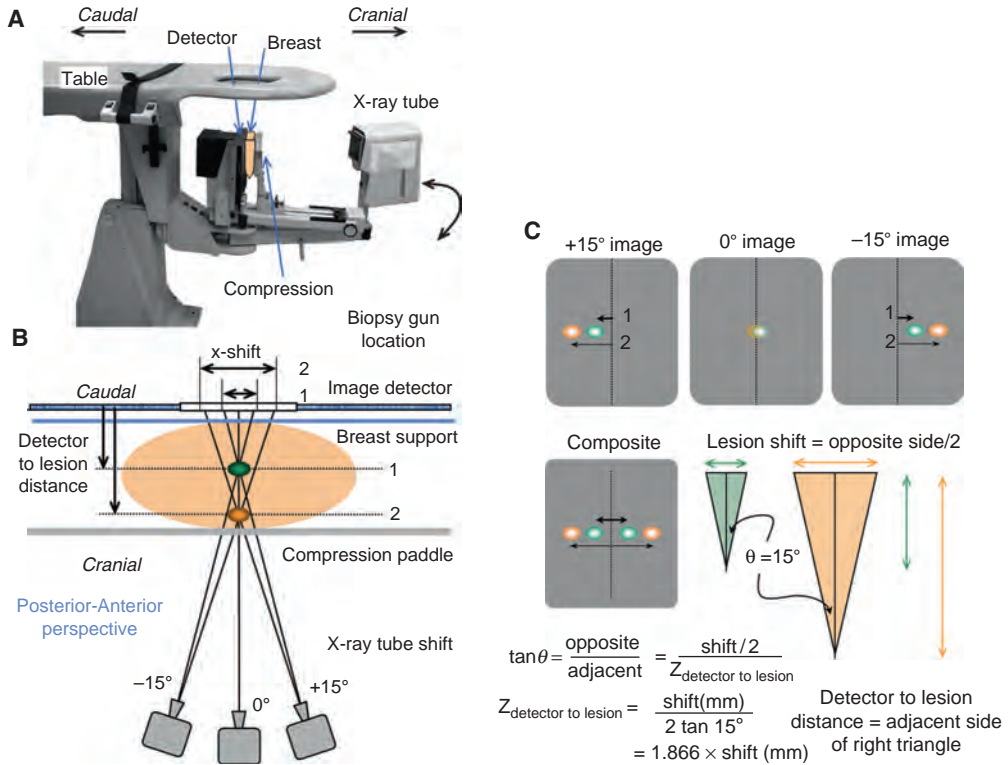 A
Caudal
Cranial
Detector
Breast
Table
X-ray tube
Compression
Biopsy gun
location
B
x-shift
2
Caudal
1
Image detector
Detector
to lesion
distance
Breast support
1
2
Cranial
Compression paddle
Posterior-Anterior
perspective
X-ray tube shift
–15°
0°
+15°
C
+15° image
0° image
–15° image
1
2
1
2
Composite
Lesion shift = opposite side/2
θ =15°
tanθ = opposite / adjacent = shift / 2 / Z detector to lesion
Z detector to lesion = shift(mm) / 2 tan 15°
= 1.866 × shift (mm)
Detector to lesion
distance = adjacent side
of right triangle